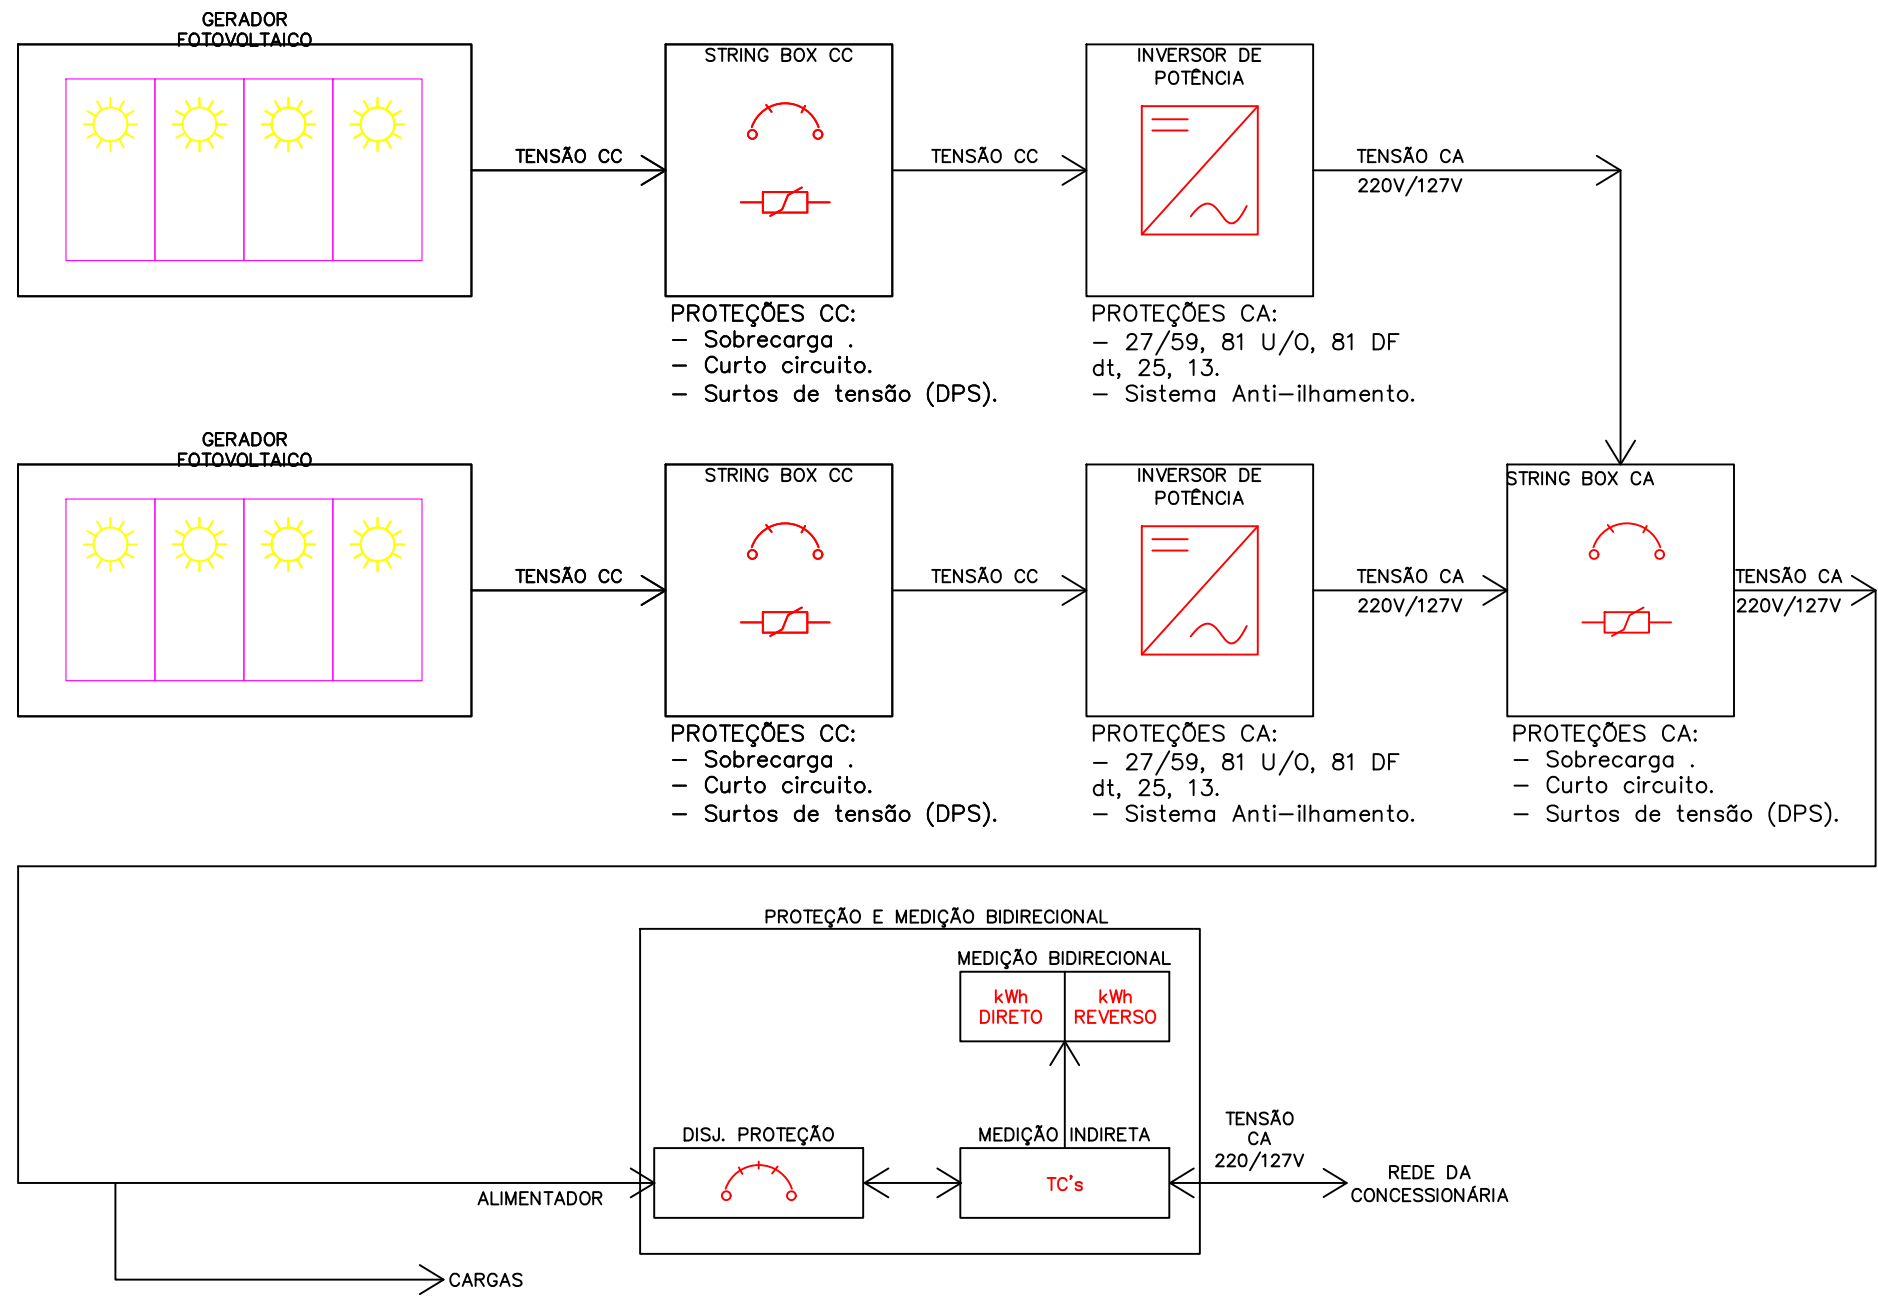 GERADOR
FOTOVOLTAICO
STRING BOX CC
INVERSOR DE
POTÊNCIA
TENSÃO CC
TENSÃO CC
TENSÃO CA
220V/127V
PROTEÇÕES CC:
- Sobrecarga .
- Curto circuito.
- Surtos de tensão (DPS).
PROTEÇÕES CA:
- 27/59, 81 U/O, 81 DF
dt, 25, 13.
- Sistema Anti-ilhamento.
GERADOR
FOTOVOLTAICO
STRING BOX CC
INVERSOR DE
POTÊNCIA
STRING BOX CA
TENSÃO CC
TENSÃO CC
TENSÃO CA
220V/127V
TENSÃO CA
220V/127V
PROTEÇÕES CC:
- Sobrecarga .
- Curto circuito.
- Surtos de tensão (DPS).
PROTEÇÕES CA:
- 27/59, 81 U/O, 81 DF
dt, 25, 13.
- Sistema Anti-ilhamento.
PROTEÇÕES CA:
- Sobrecarga .
- Curto circuito.
- Surtos de tensão (DPS).
PROTEÇÃO E MEDIÇÃO BIDIRECIONAL
MEDIÇÃO BIDIRECIONAL
kWh
DIRETO
kWh
REVERSO
DISJ. PROTEÇÃO
MEDIÇÃO INDIRETA
TC's
TENSÃO
CA
220/127V
REDE DA
CONCESSIONÁRIA
ALIMENTADOR
CARGAS